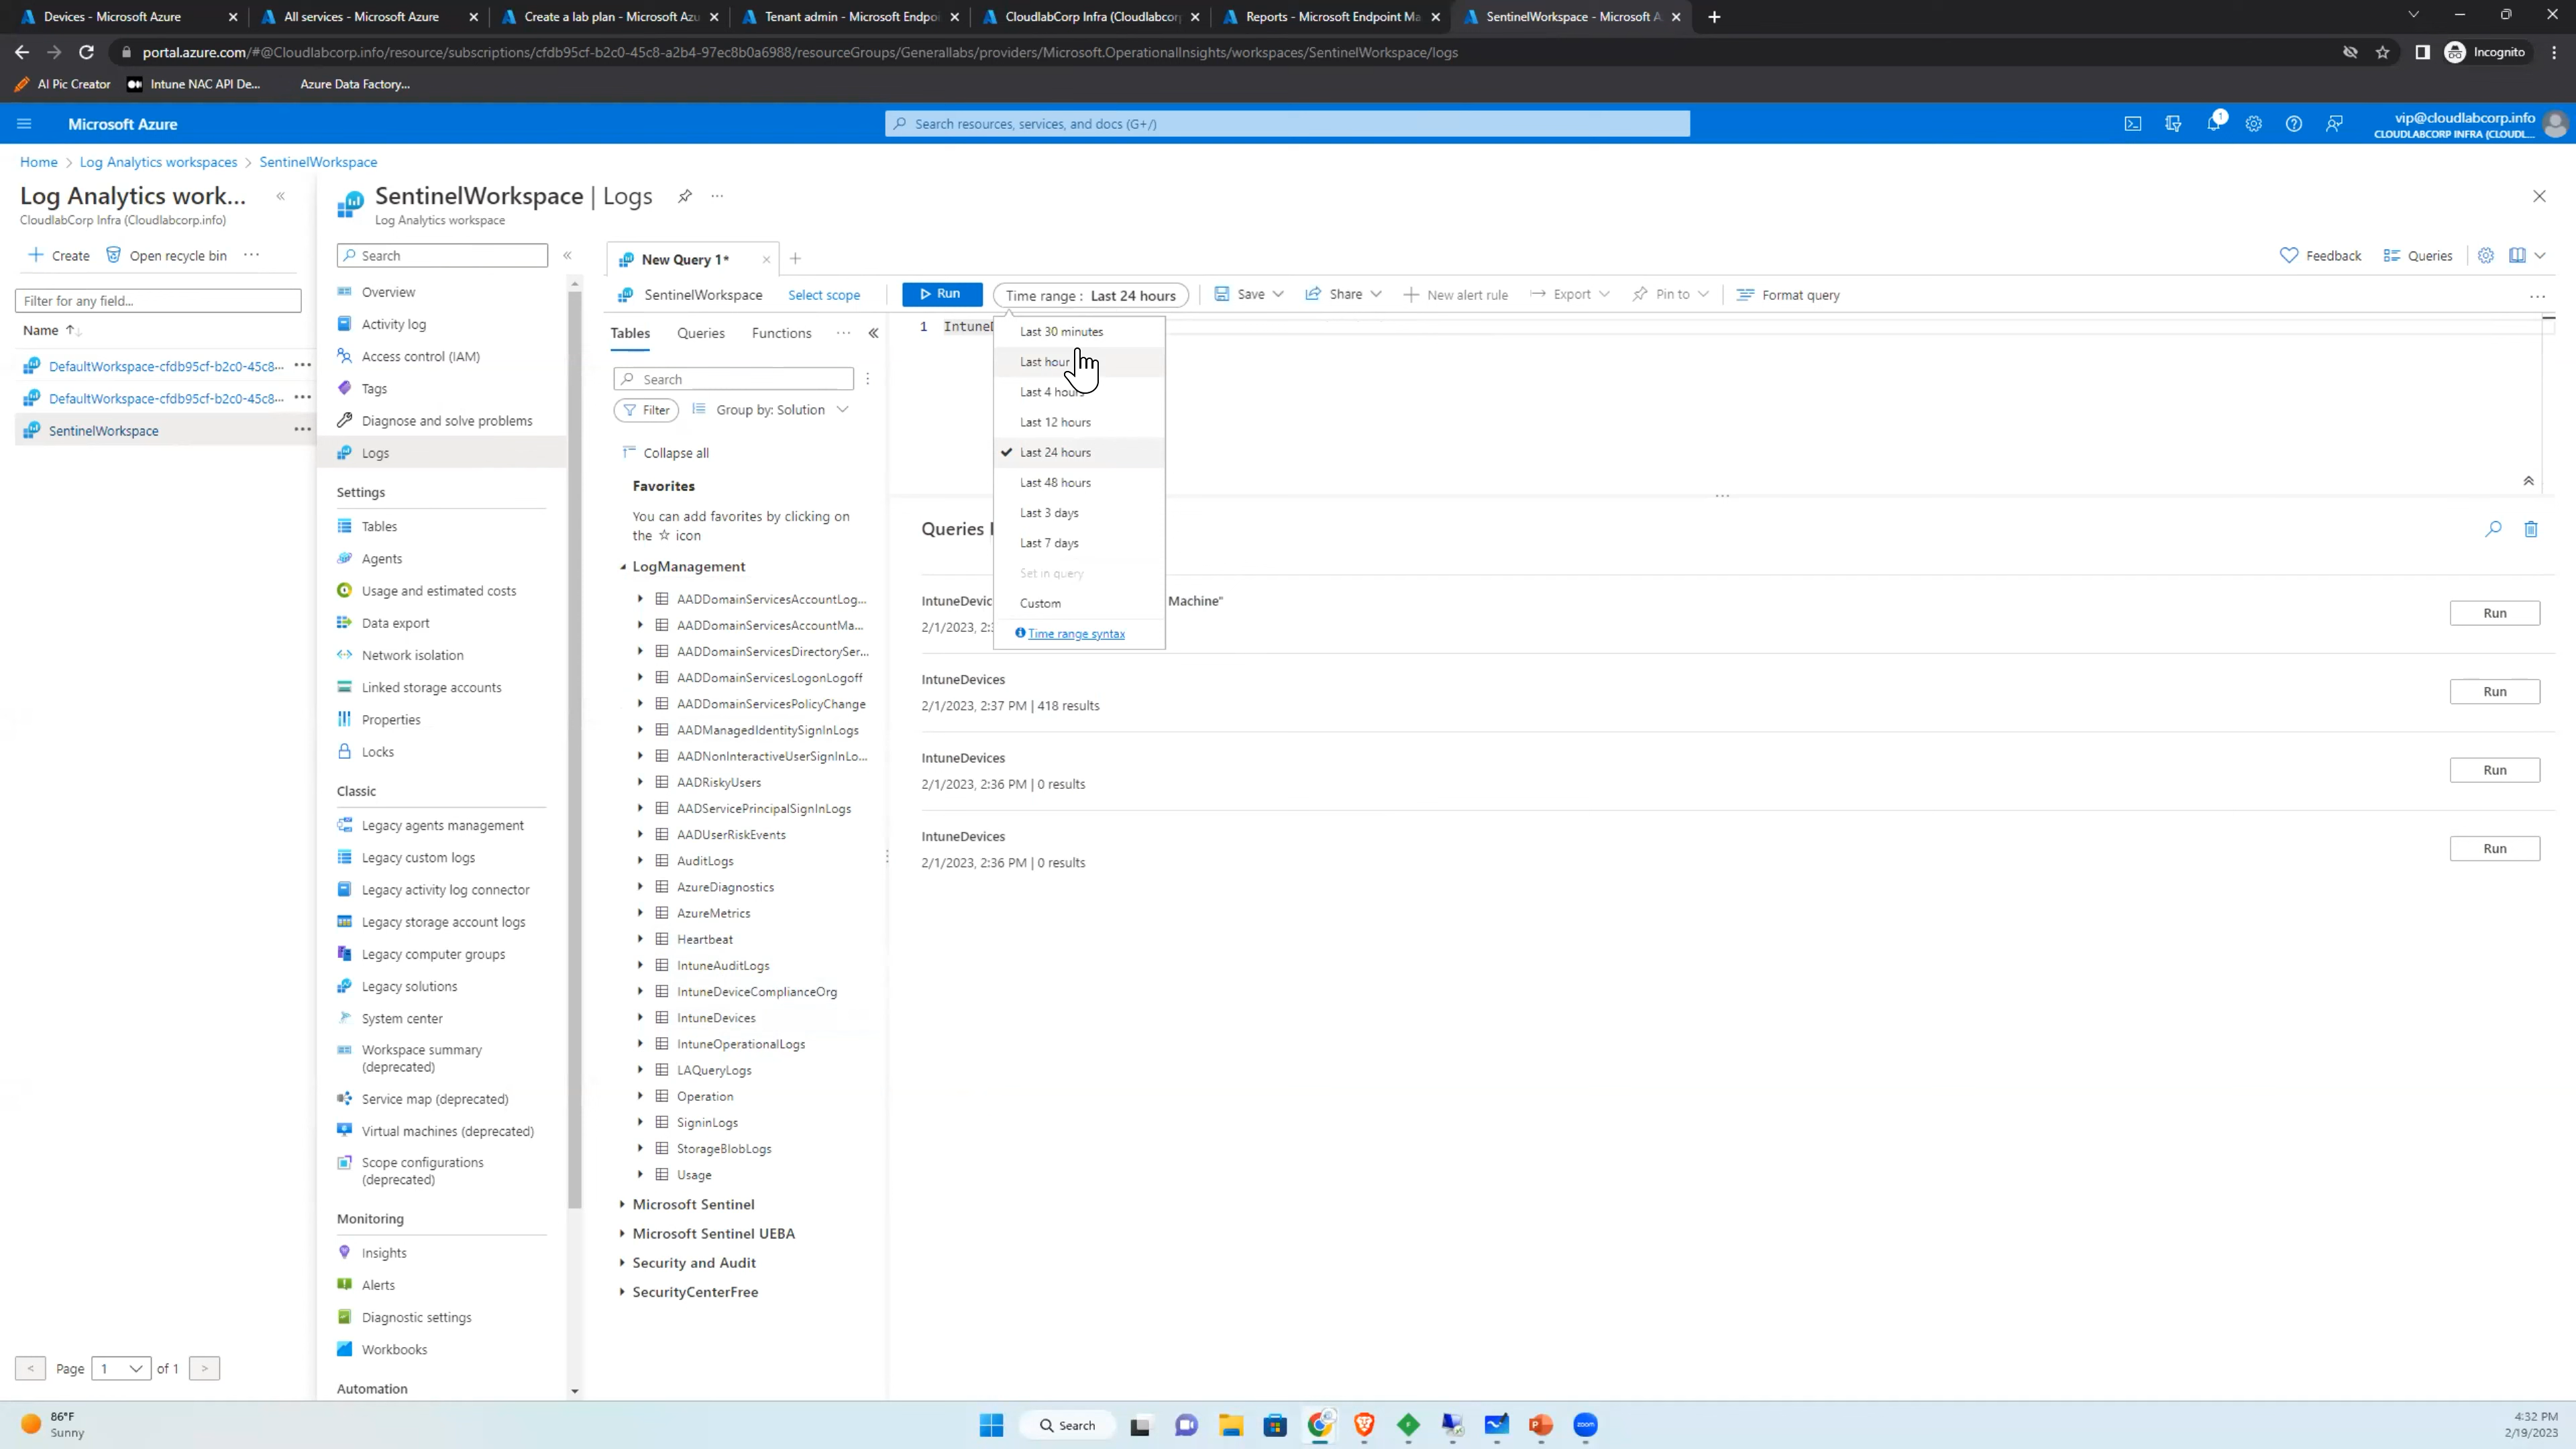 Devices - Microsoft Azure
All services - Microsoft Azure
Create a lab plan - Microsoft Azu
Tenant admin - Microsoft Endpo
CloudlabCorp Infra (Cloudlabcorp
Reports - Microsoft Endpoint Ma
SentinelWorkspace - Microsoft A
portal.azure.com/#@Cloudlabcorp.info/resource/subscriptions/cfdb95cf-b2c0-45c8-a2b4-97ec8b0a6988/resourceGroups/Generallabs/providers/Microsoft.OperationalInsights/workspaces/SentinelWorkspace/logs
Incognito
AI Pic Creator
Intune NAC API De...
Azure Data Factory...
Microsoft Azure
Search resources, services, and docs (G+/)
1
vip@cloudlabcorp.info
CLOUDLABCORP INFRA (CLOUDL...
Home > Log Analytics workspaces > SentinelWorkspace
Log Analytics work...
CloudlabCorp Infra (Cloudlabcorp.info)
Create
Open recycle bin
Filter for any field...
Name
DefaultWorkspace-cfdb95cf-b2c0-45c8-...
DefaultWorkspace-cfdb95cf-b2c0-45c8-...
SentinelWorkspace
Page 1 of 1
SentinelWorkspace | Logs
Log Analytics workspace
Search
Overview
Activity log
Access control (IAM)
Tags
Diagnose and solve problems
Logs
Settings
Tables
Agents
Usage and estimated costs
Data export
Network isolation
Linked storage accounts
Properties
Locks
Classic
Legacy agents management
Legacy custom logs
Legacy activity log connector
Legacy storage account logs
Legacy computer groups
Legacy solutions
System center
Workspace summary
(deprecated)
Service map (deprecated)
Virtual machines (deprecated)
Scope configurations
(deprecated)
Monitoring
Insights
Alerts
Diagnostic settings
Workbooks
Automation
New Query 1*
Feedback
Queries
SentinelWorkspace
Select scope
Run
Time range : Last 24 hours
Save
Share
New alert rule
Export
Pin to
Format query
Tables
Queries
Functions
Search
Filter
Group by: Solution
Collapse all
Favorites
You can add favorites by clicking on
the ☆ icon
LogManagement
AADDomainServicesAccountLog...
AADDomainServicesAccountMa...
AADDomainServicesDirectorySer...
AADDomainServicesLogonLogoff
AADDomainServicesPolicyChange
AADManagedIdentitySignInLogs
AADNonInteractiveUserSignInLo...
AADRiskyUsers
AADServicePrincipalSignInLogs
AADUserRiskEvents
AuditLogs
AzureDiagnostics
AzureMetrics
Heartbeat
IntuneAuditLogs
IntuneDeviceComplianceOrg
IntuneDevices
IntuneOperationalLogs
LAQueryLogs
Operation
SigninLogs
StorageBlobLogs
Usage
Microsoft Sentinel
Microsoft Sentinel UEBA
Security and Audit
SecurityCenterFree
1
IntuneD
Last 30 minutes
Last hour
Last 4 hours
Last 12 hours
Last 24 hours
Last 48 hours
Last 3 days
Last 7 days
Set in query
Custom
Time range syntax
Queries
IntuneDevic
Machine"
2/1/2023, 2:3
Run
IntuneDevices
2/1/2023, 2:37 PM | 418 results
Run
IntuneDevices
2/1/2023, 2:36 PM | 0 results
Run
IntuneDevices
2/1/2023, 2:36 PM | 0 results
Run
86°F
Sunny
Search
zoom
4:32 PM
2/19/2023